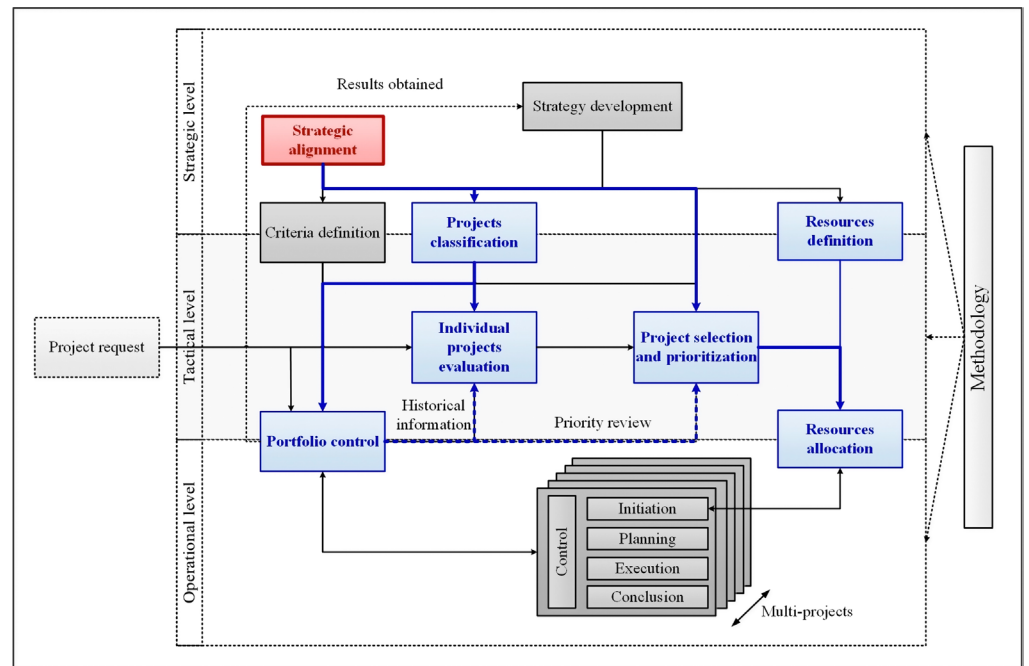 Strategic level
Results obtained
Strategy development
Strategic
alignment
Criteria definition
Projects
classification
Resources
definition
Tactical level
Project request
Individual
projects
evaluation
Project selection
and prioritization
Methodology
Historical
information
Priority review
Portfolio control
Resources
allocation
Operational level
Control
Initiation
Planning
Execution
Conclusion
Multi-projects